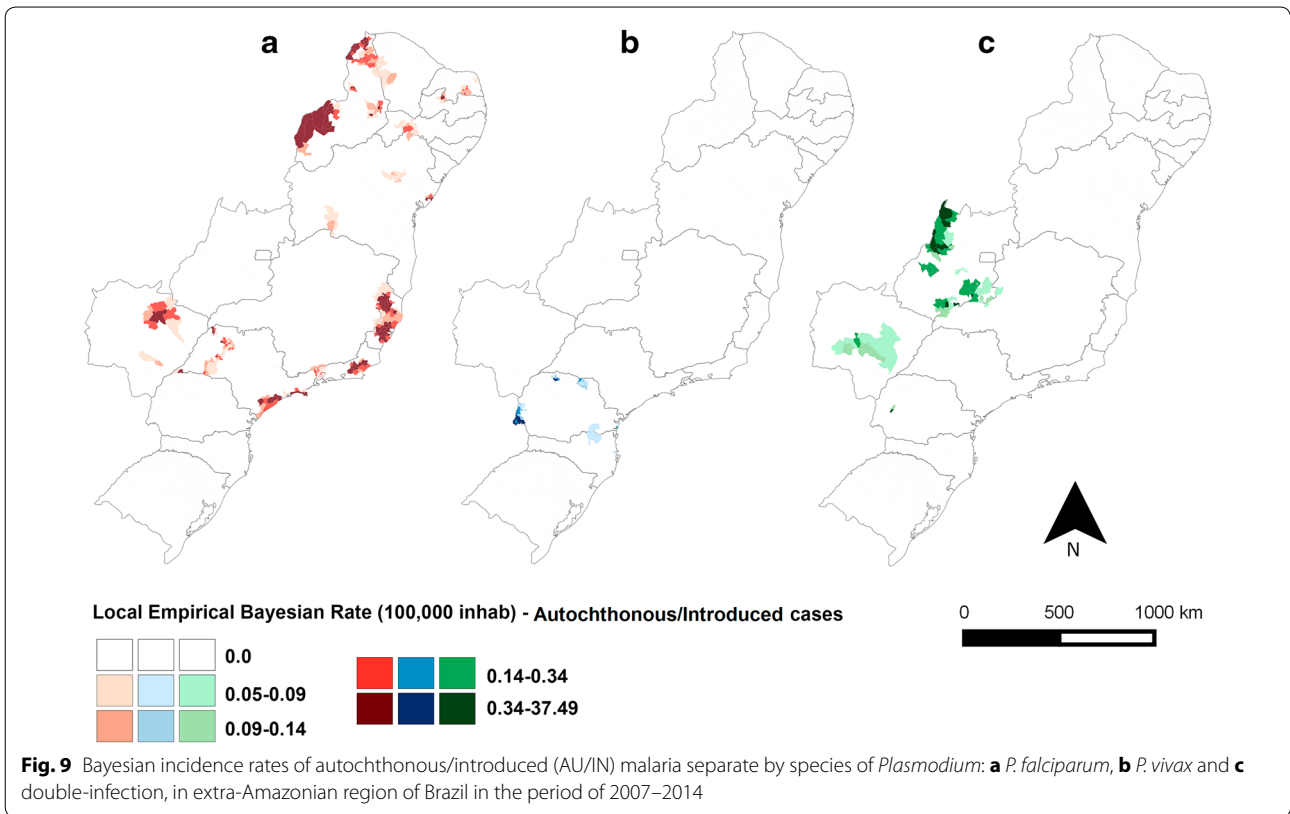 a
b
c
N
Local Empirical Bayesian Rate (100,000 inhab) - Autochthonous/Introduced cases
0.0
0.05-0.09
0.09-0.14
0.14-0.34
0.34-37.49
0 500 1000 km
Fig. 9 Bayesian incidence rates of autochthonous/introduced (AU/IN) malaria separate by species of Plasmodium: a P. falciparum, b P. vivax and c
double-infection, in extra-Amazonian region of Brazil in the period of 2007–2014